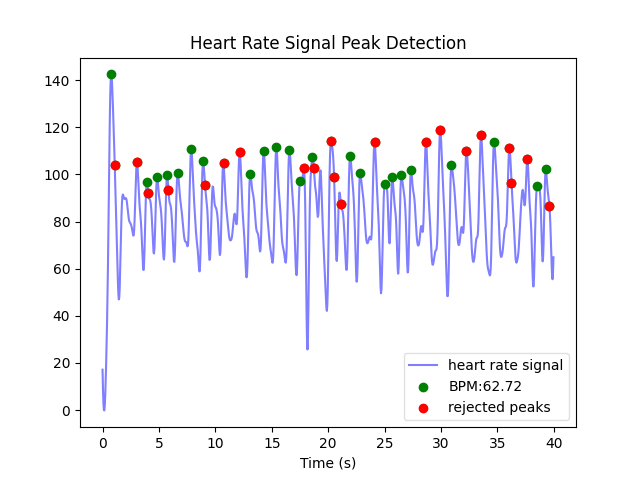 Heart Rate Signal Peak Detection
140
120
100
80
60
40
20
0
heart rate signal
BPM:62.72
rejected peaks
0 5 10 15 20 25 30 35 40
Time (s)